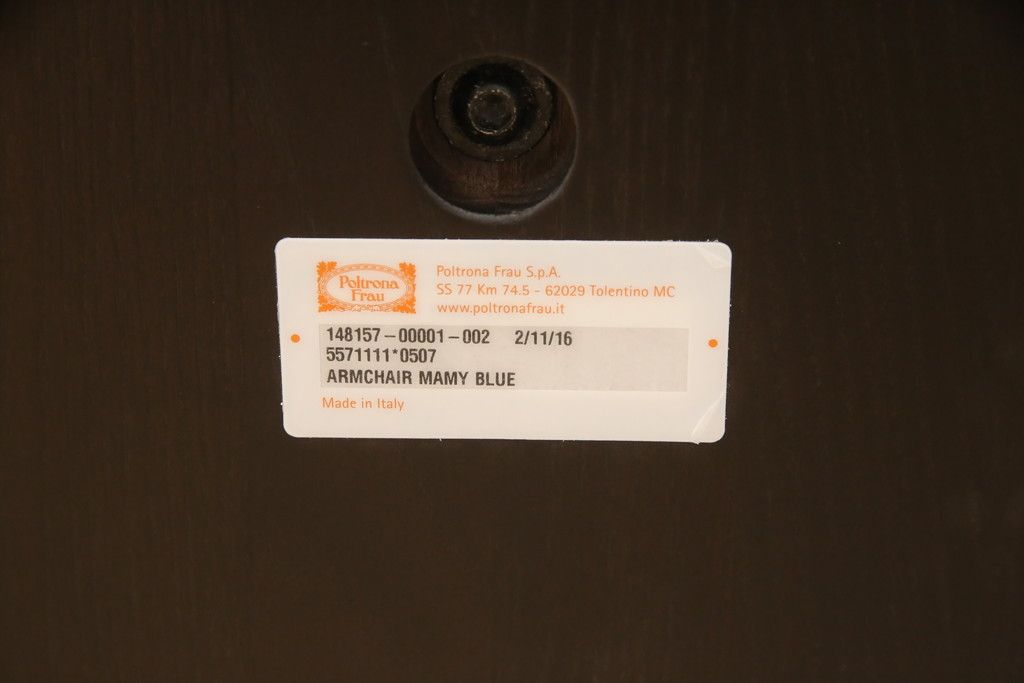 Poltrona
Frau
Poltrona Frau S.p.A.
SS 77 Km 74.5 - 62029 Tolentino MC
www.poltronafrau.it
148157-00001-002 2/11/16
5571111*0507
ARMCHAIR MAMY BLUE
Made in Italy